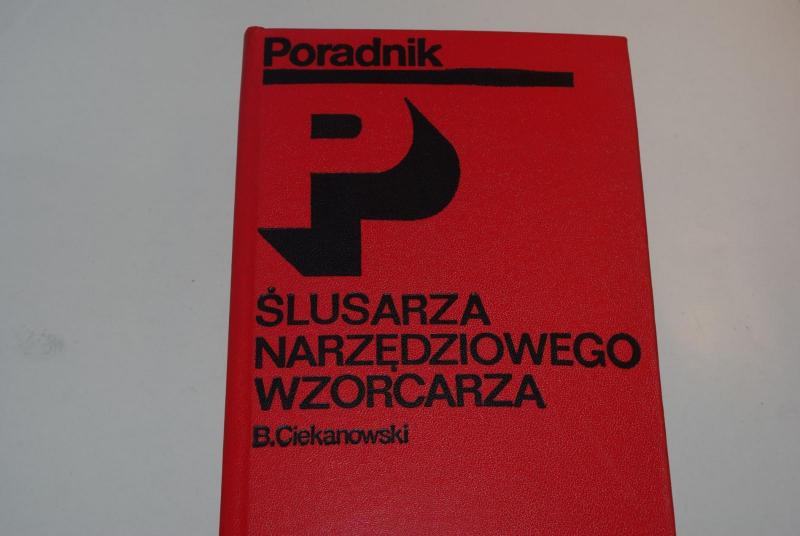 Poradnik
P
ŚLUSARZA
NARZĘDZIOWEGO
WZORCARZA
B.Ciekanowski